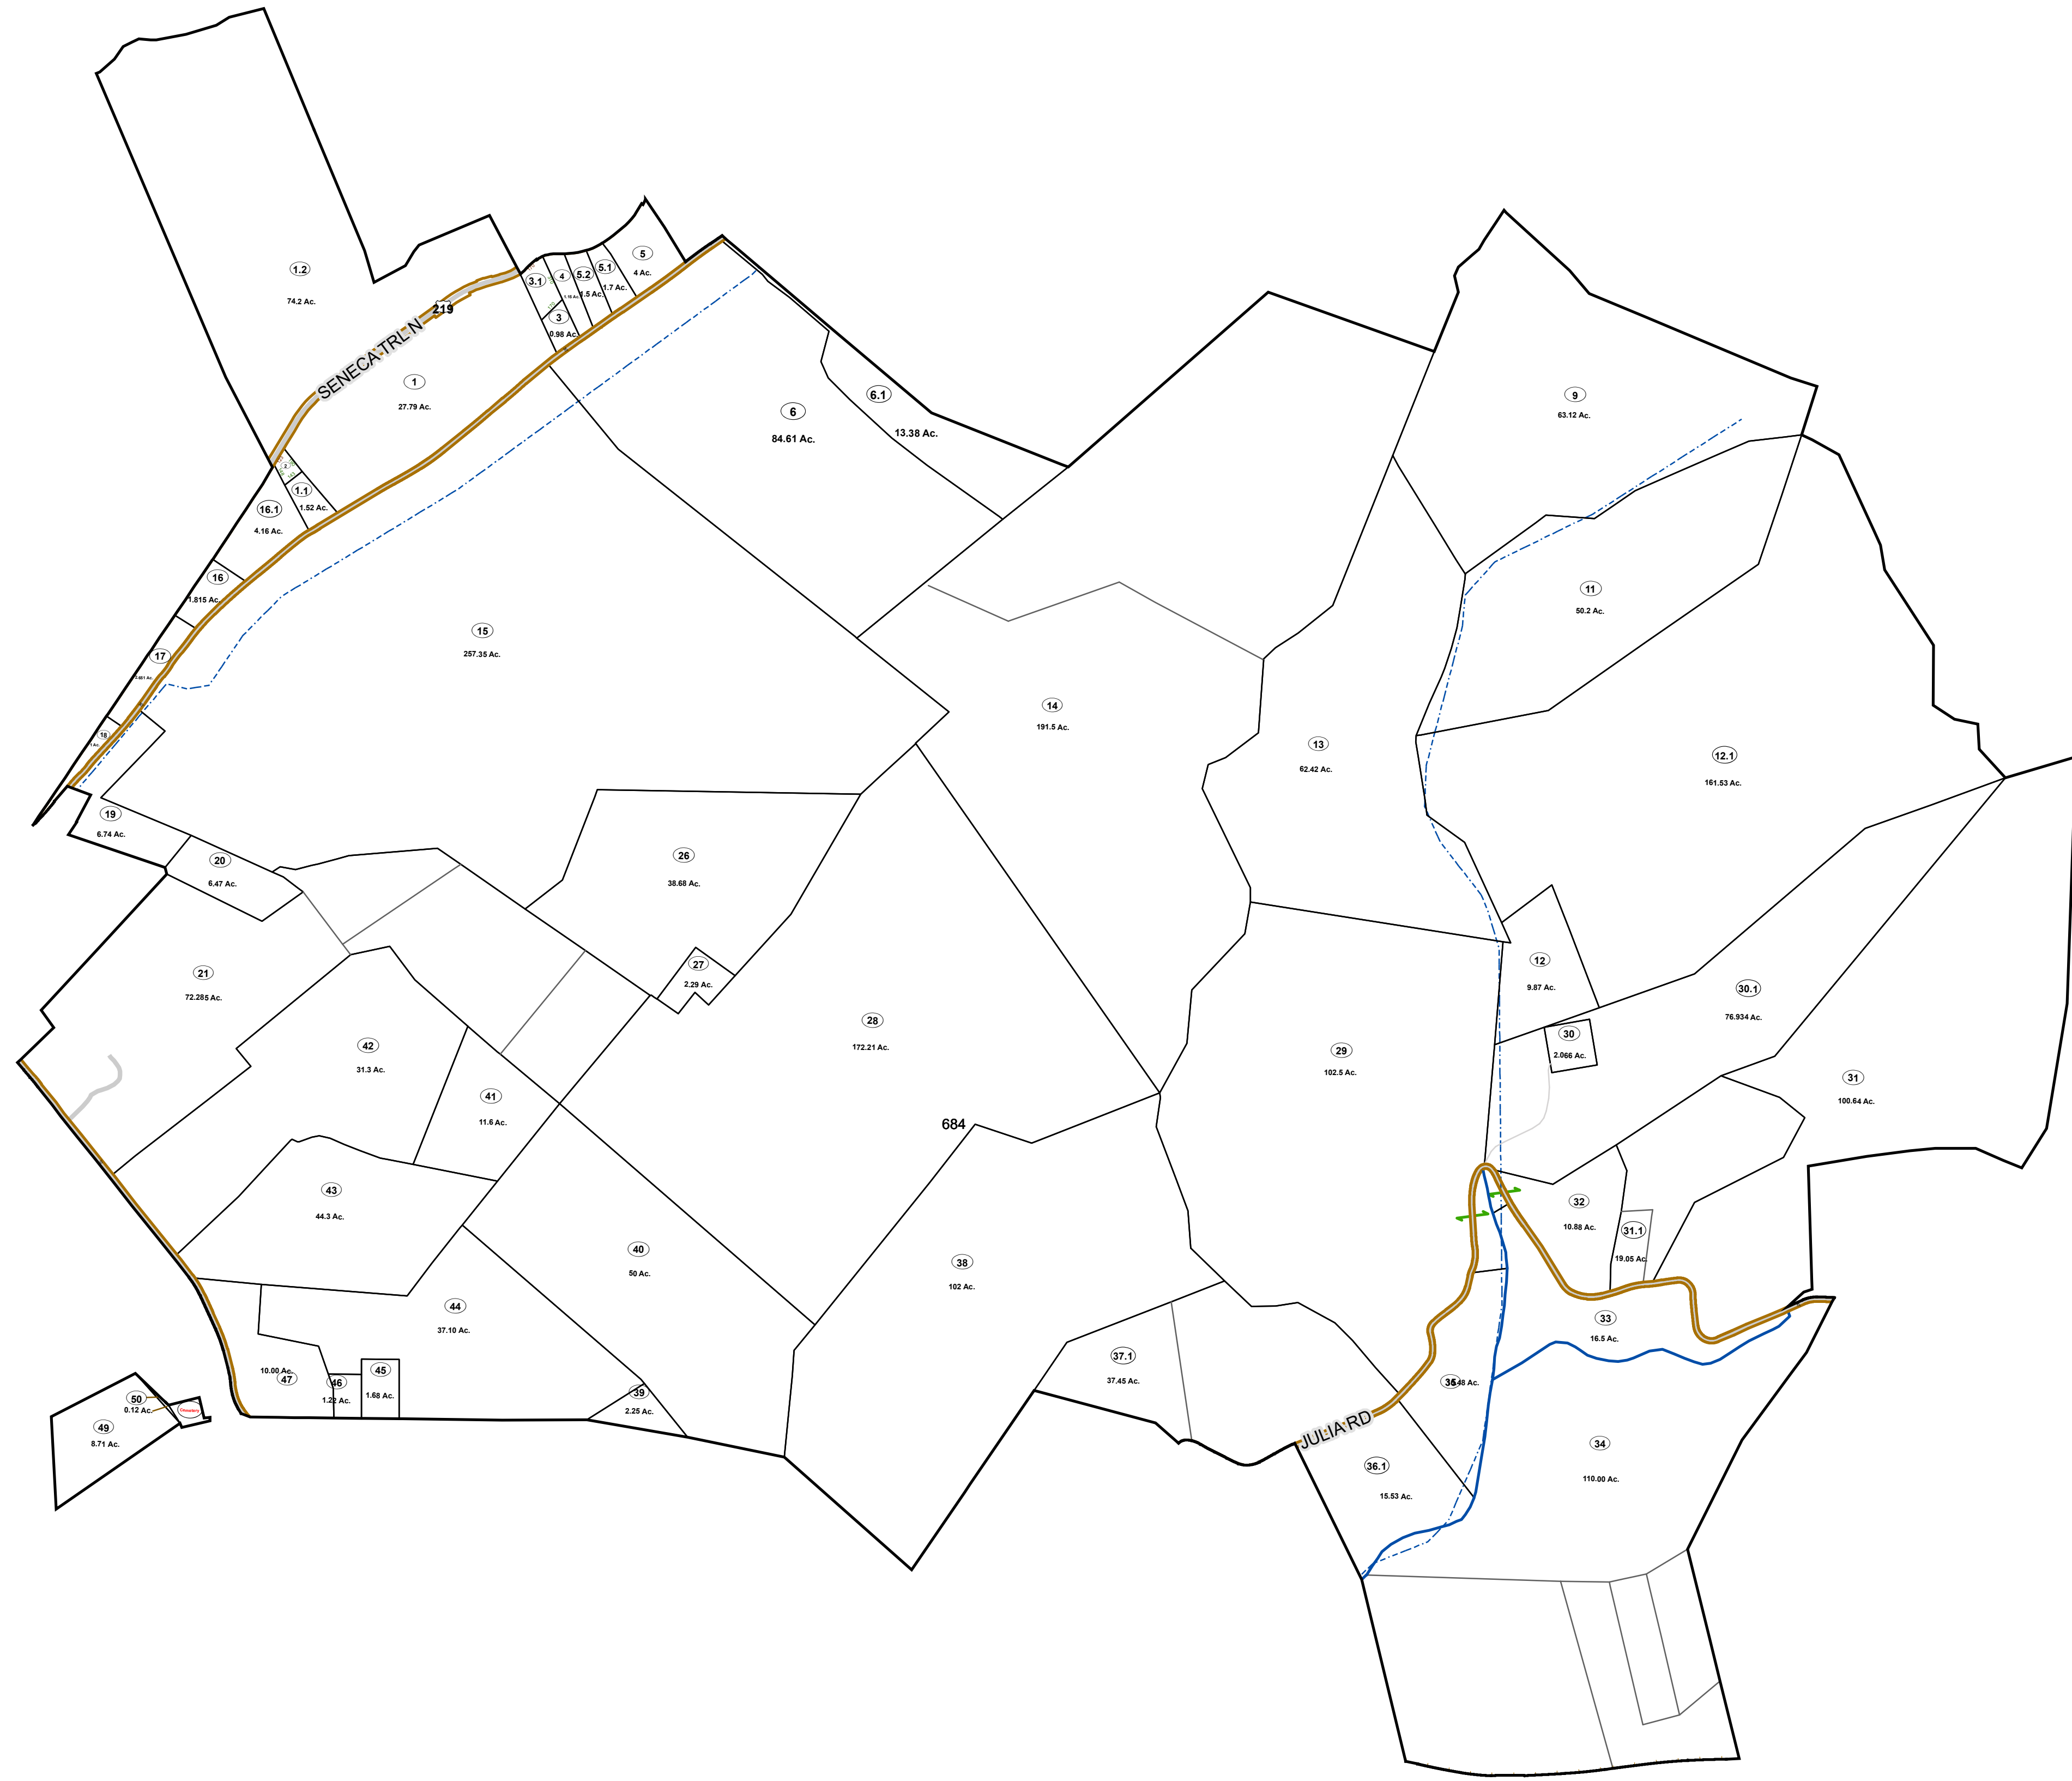 1.2
74.2 Ac.
219
SENECA TRL N
1
27.79 Ac.
3.1
4
1.15 Ac.
5.2
1.5 Ac.
5.1
1.7 Ac.
5
4 Ac.
3
0.98 Ac.
2
1.1
1.52 Ac.
16.1
4.16 Ac.
16
1.815 Ac.
17
18
1 Ac.
6
84.61 Ac.
6.1
13.38 Ac.
9
63.12 Ac.
11
50.2 Ac.
15
257.35 Ac.
14
191.5 Ac.
13
62.42 Ac.
12.1
161.53 Ac.
19
6.74 Ac.
20
6.47 Ac.
26
38.68 Ac.
21
72.285 Ac.
27
2.29 Ac.
12
9.87 Ac.
30.1
76.934 Ac.
28
172.21 Ac.
30
2.066 Ac.
42
31.3 Ac.
29
102.5 Ac.
31
100.64 Ac.
41
11.6 Ac.
684
43
44.3 Ac.
32
10.88 Ac.
31.1
19.05 Ac.
40
50 Ac.
38
102 Ac.
44
37.10 Ac.
33
16.5 Ac.
37.1
37.45 Ac.
10.00 Ac.
47
46
1.22 Ac.
45
1.68 Ac.
39
2.25 Ac.
50
0.12 Ac.
49
8.71 Ac.
Cemetery
JULIA RD
36.1
15.53 Ac.
34
110.00 Ac.